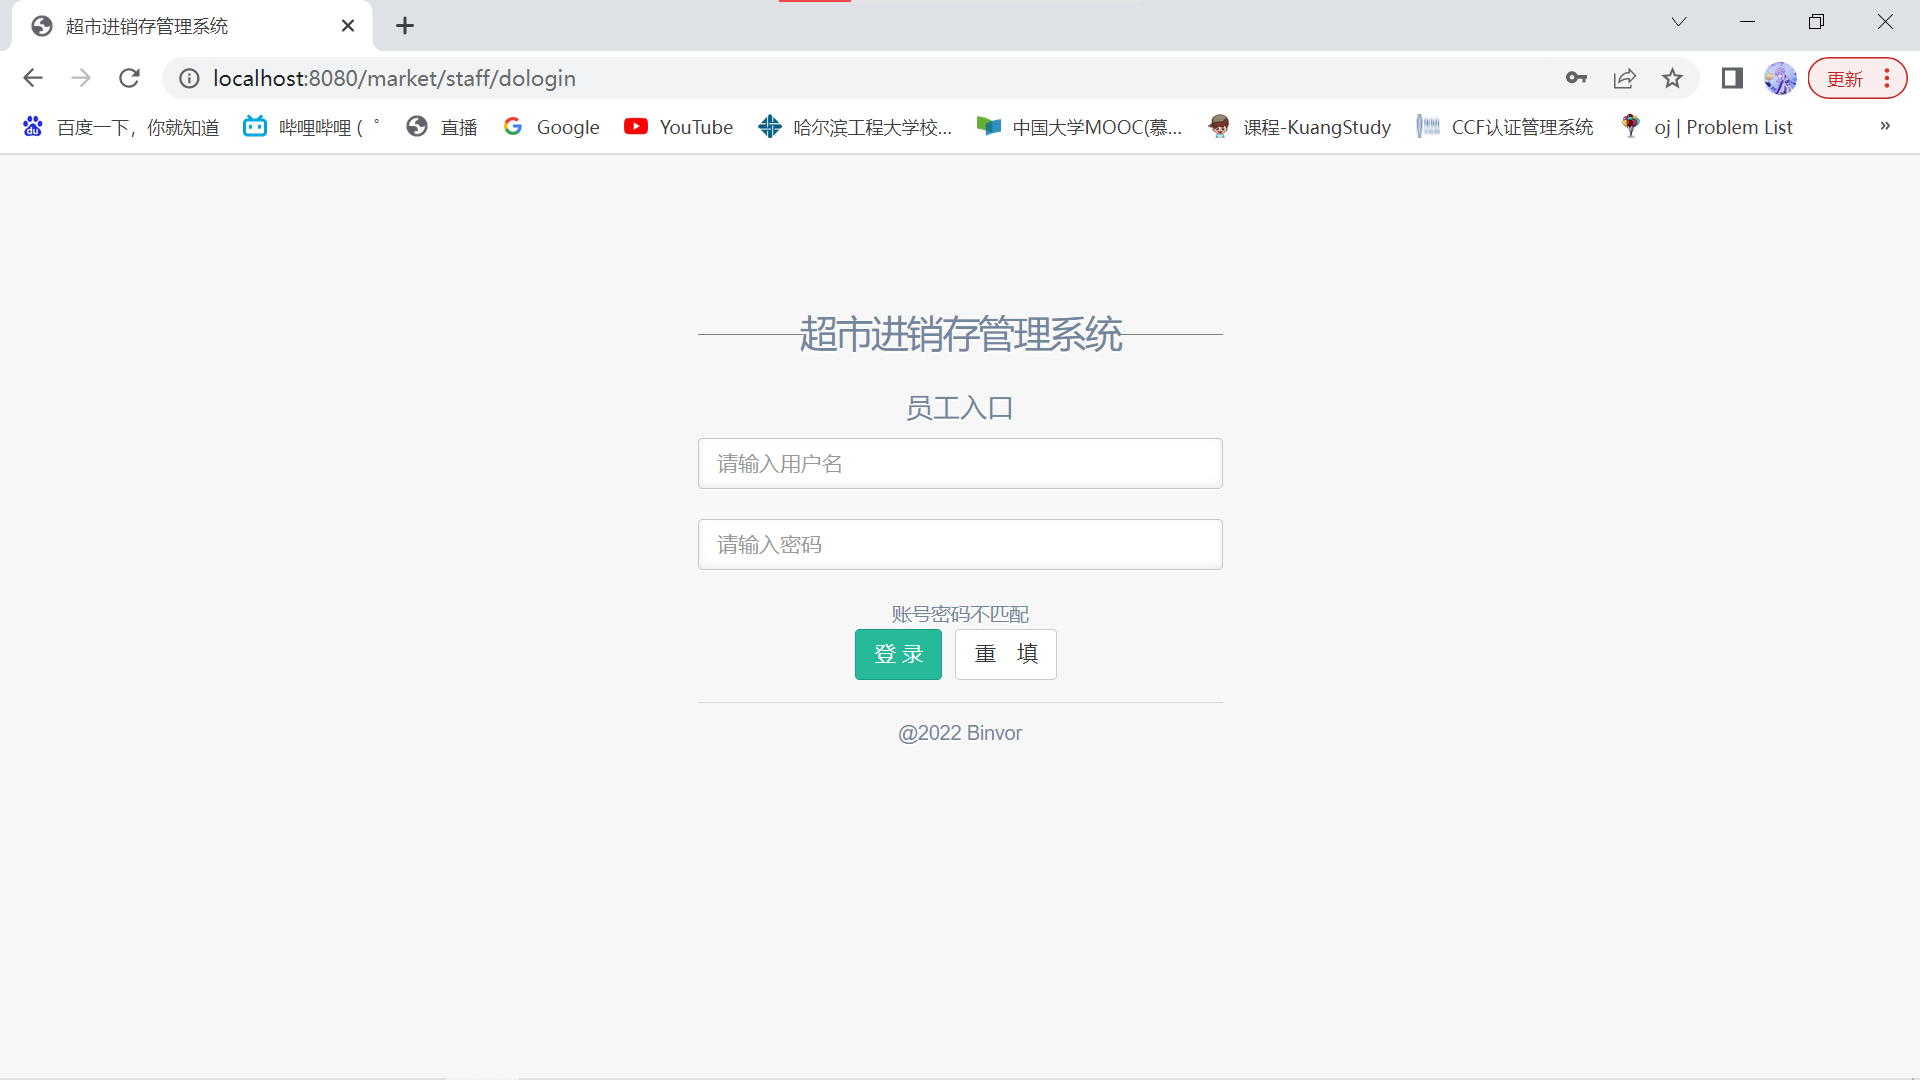 超市进销存管理系统
localhost:8080/market/staff/dologin
更新
百度一下，你就知道
哔哩哔哩 (゜
直播
Google
YouTube
哈尔滨工程大学校...
中国大学MOOC(慕...
课程-KuangStudy
CCF认证管理系统
oj | Problem List
»
超市进销存管理系统
员工入口
请输入用户名
请输入密码
账号密码不匹配
登 录
重 填
@2022 Binvor